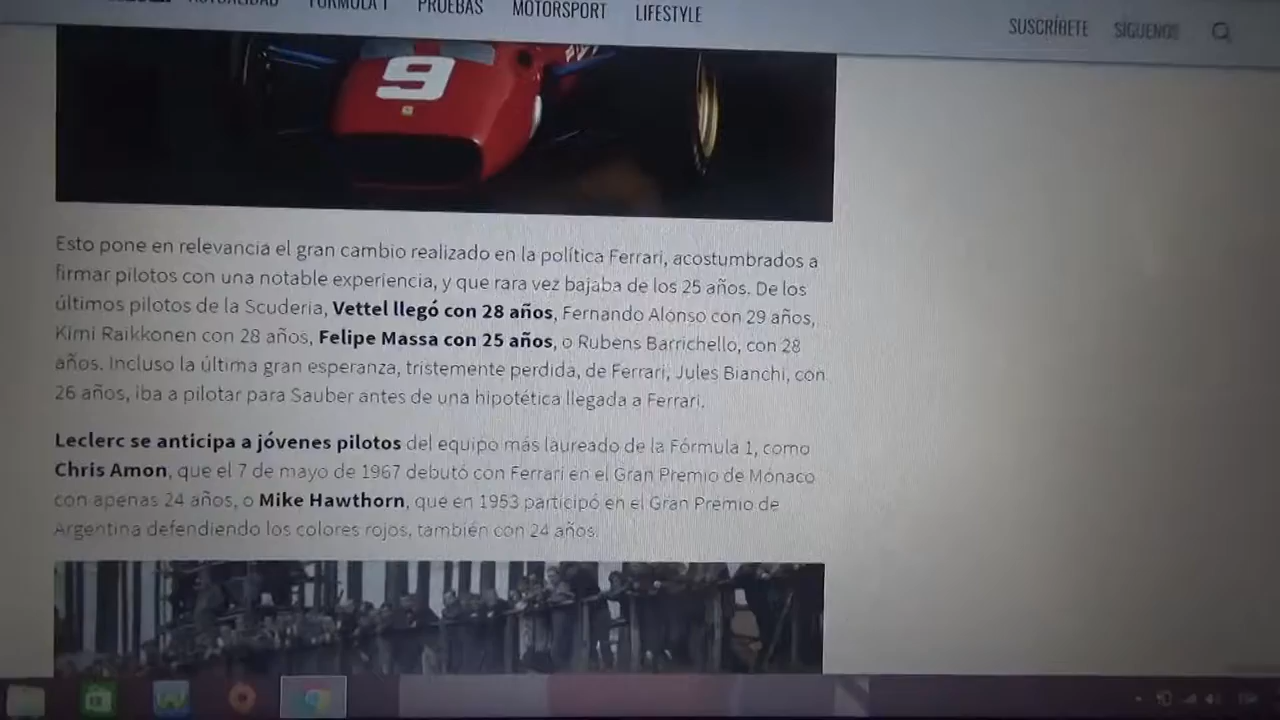 ACTUALIDAD FÓRMULA 1 PRUEBAS MOTORSPORT LIFESTYLE
SUSCRÍBETE SÍGUENOS
9
Esto pone en relevancia el gran cambio realizado en la política Ferrari, acostumbrados a
firmar pilotos con una notable experiencia, y que rara vez bajaba de los 25 años. De los
últimos pilotos de la Scuderia, Vettel llegó con 28 años, Fernando Alonso con 29 años,
Kimi Raikkonen con 28 años, Felipe Massa con 25 años, o Rubens Barrichello, con 28
años. Incluso la última gran esperanza, tristemente perdida, de Ferrari, Jules Bianchi, con
26 años, iba a pilotar para Sauber antes de una hipotética llegada a Ferrari.
Leclerc se anticipa a jóvenes pilotos del equipo más laureado de la Fórmula 1, como
Chris Amon, que el 7 de mayo de 1967 debutó con Ferrari en el Gran Premio de Mónaco
con apenas 24 años, o Mike Hawthorn, que en 1953 participó en el Gran Premio de
Argentina defendiendo los colores rojos, también con 24 años.